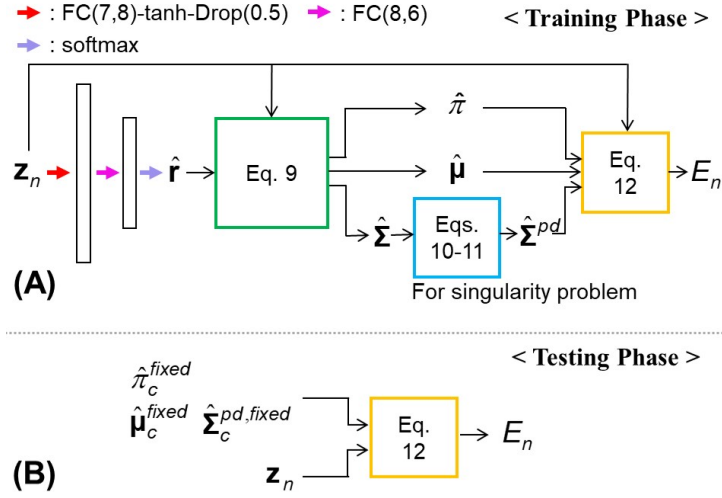 : FC(7,8)-tanh-Drop(0.5) : FC(8,6) < Training Phase >
: softmax
z_n r̂ Eq. 9 π̂ μ̂ Σ̂ Eqs. 10-11 Σ̂^pd Eq. 12 E_n
For singularity problem
(A)
< Testing Phase >
π̂_c^fixed
μ̂_c^fixed Σ̂_c^pd,fixed
Eq. 12 E_n
z_n
(B)